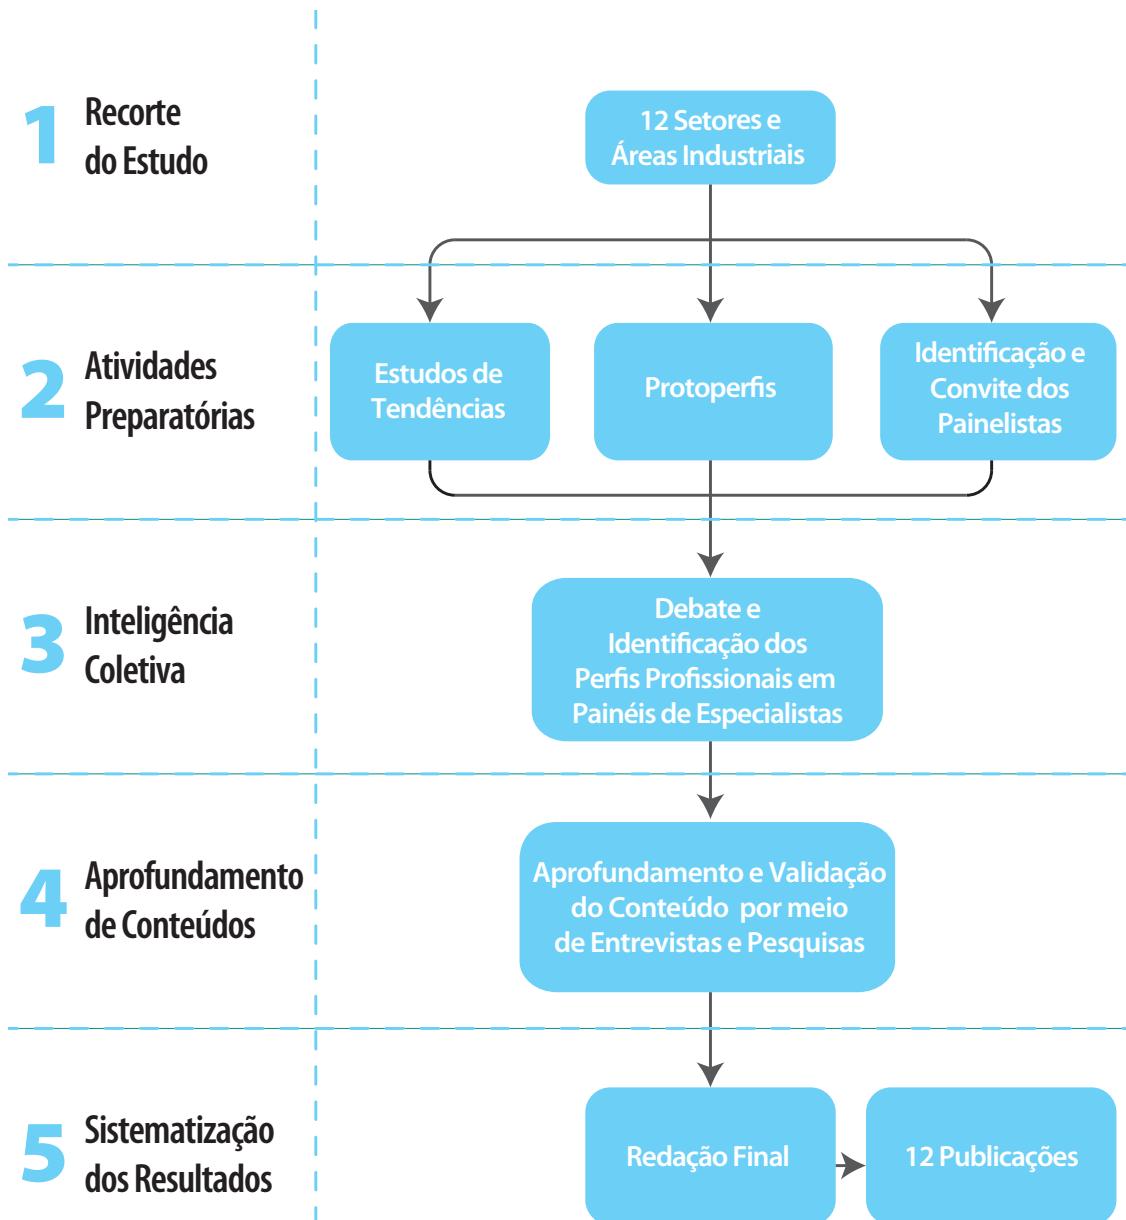 1
Recorte
do Estudo
12 Setores e
Áreas Industriais
2
Atividades
Preparatórias
Estudos de
Tendências
Protoperfis
Identificação e
Convite dos
Painelistas
3
Inteligência
Coletiva
Debate e
Identificação dos
Perfis Profissionais em
Painéis de Especialistas
4
Aprofundamento
de Conteúdos
Aprofundamento e Validação
do Conteúdo por meio
de Entrevistas e Pesquisas
5
Sistematização
dos Resultados
Redação Final
12 Publicações